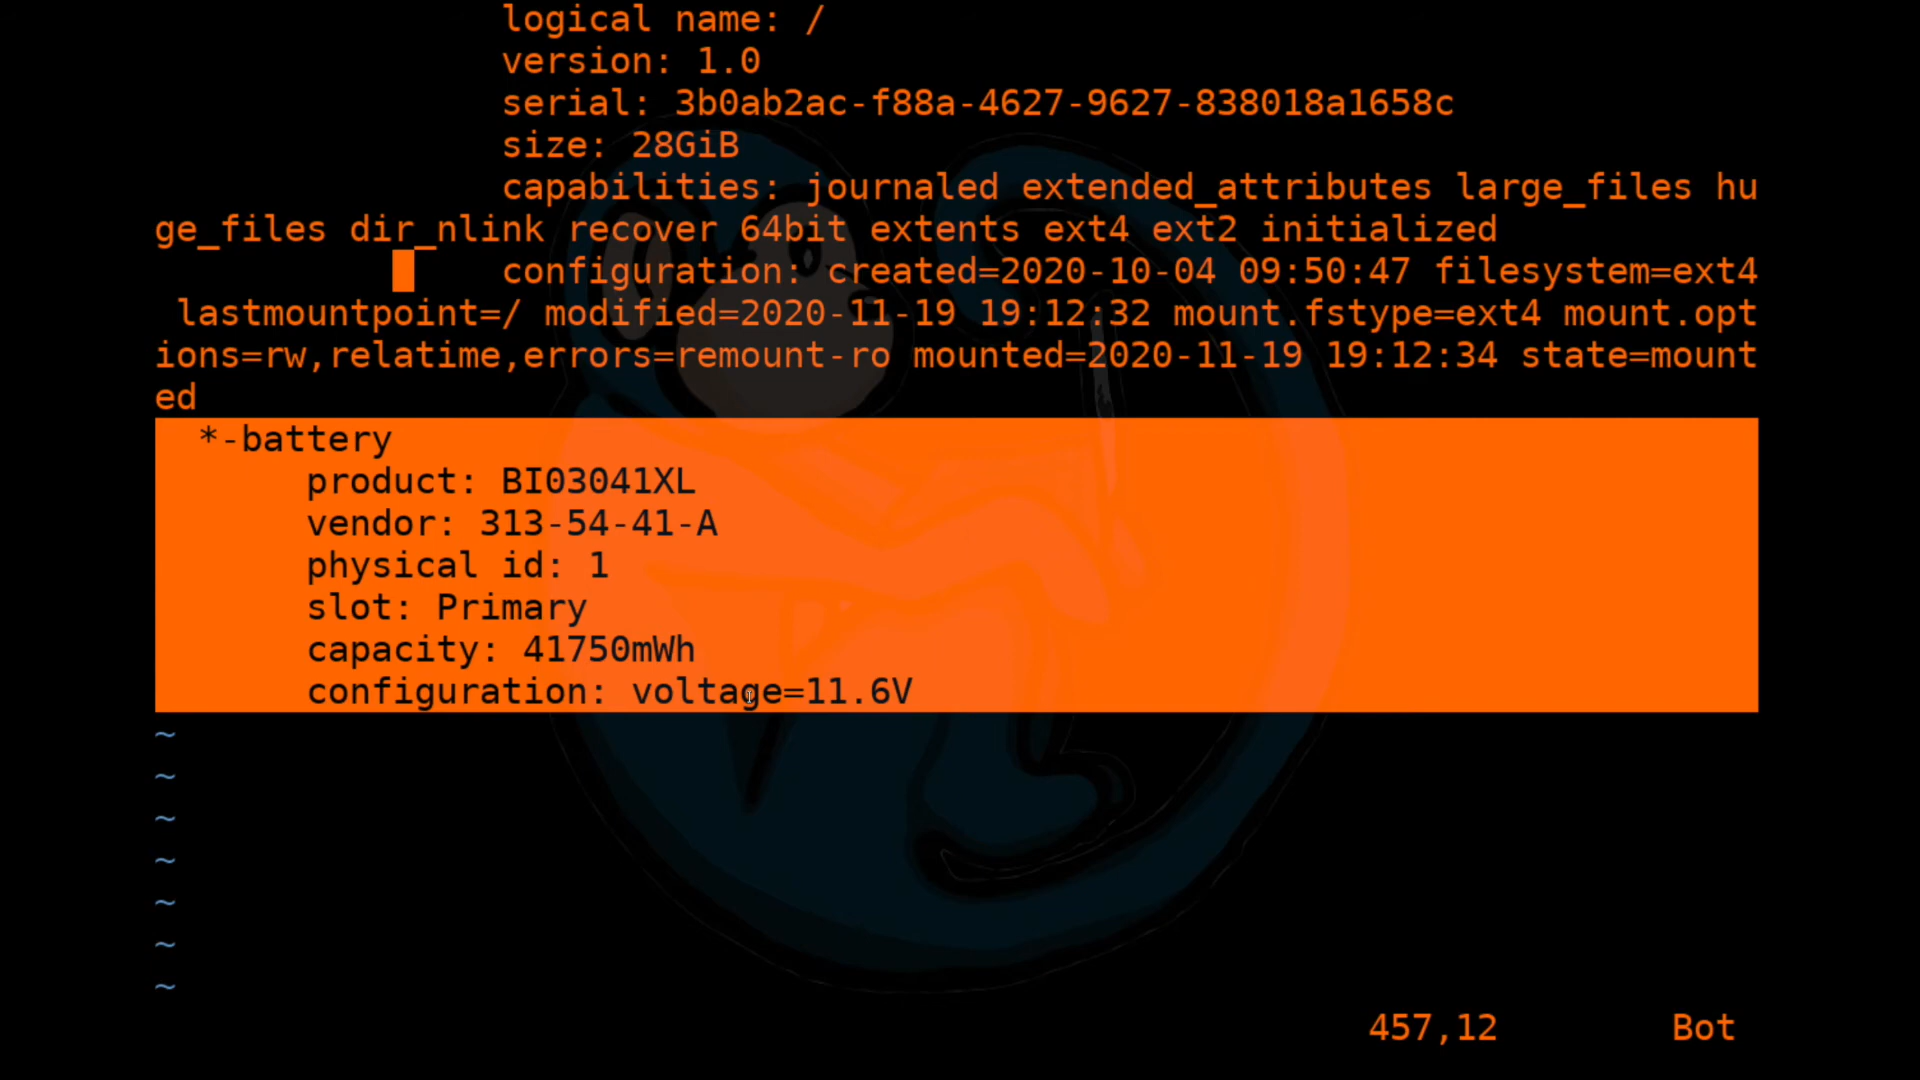 logical name: /
version: 1.0
serial: 3b0ab2ac-f88a-4627-9627-838018a1658c
size: 28GiB
capabilities: journaled extended_attributes large_files hu
ge_files dir_nlink recover 64bit extents ext4 ext2 initialized
configuration: created=2020-10-04 09:50:47 filesystem=ext4
lastmountpoint=/ modified=2020-11-19 19:12:32 mount.fstype=ext4 mount.opt
ions=rw,relatime,errors=remount-ro mounted=2020-11-19 19:12:34 state=mount
ed
*-battery
product: BI03041XL
vendor: 313-54-41-A
physical id: 1
slot: Primary
capacity: 41750mWh
configuration: voltage=11.6V
~
~
~
~
~
~
~
457,12 Bot